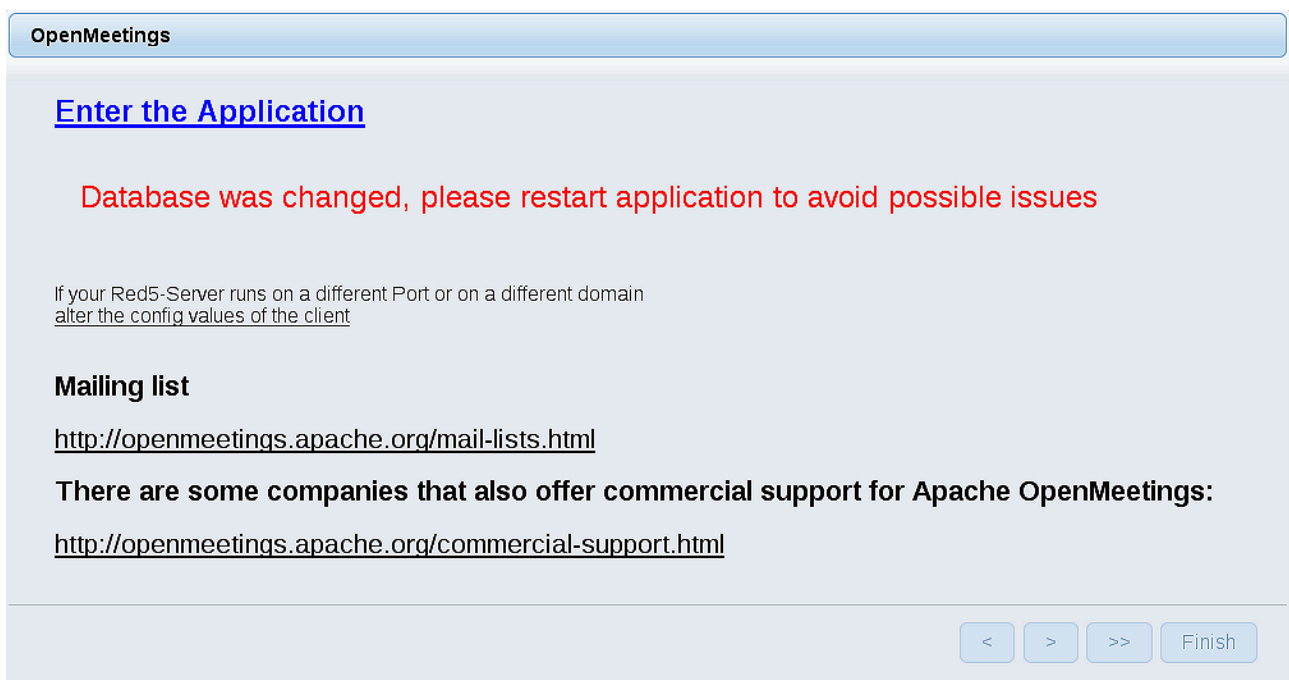 OpenMeetings
Enter the Application
Database was changed, please restart application to avoid possible issues
If your Red5-Server runs on a different Port or on a different domain
alter the config values of the client
Mailing list
http://openmeetings.apache.org/mail-lists.html
There are some companies that also offer commercial support for Apache OpenMeetings:
http://openmeetings.apache.org/commercial-support.html
< > >> Finish